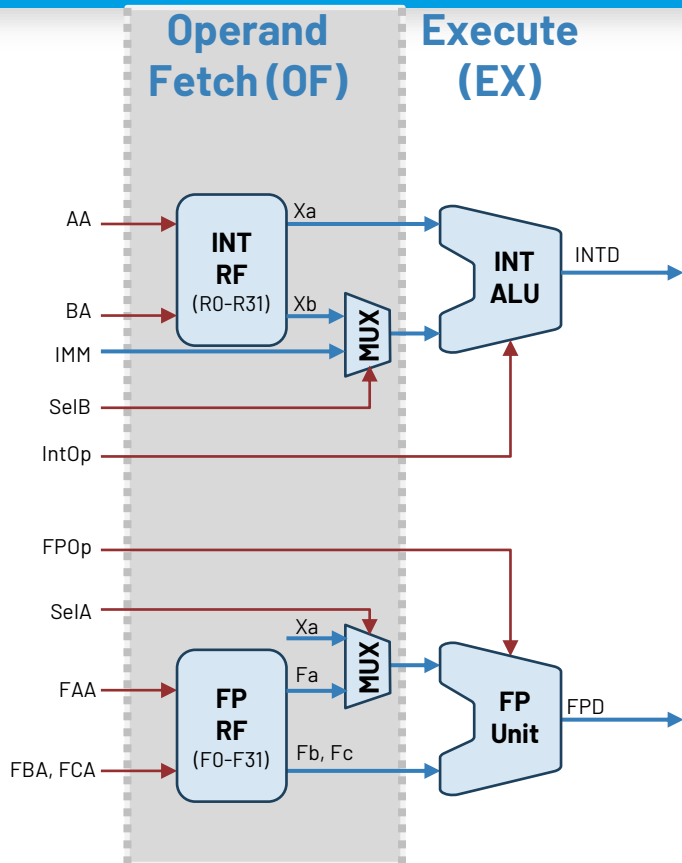 Operand
Fetch (OF)
Execute
(EX)
AA
Xa
INT
RF
(R0-R31)
INT
ALU
INTD
BA
Xb
MUX
IMM
SelB
IntOp
FPOp
SelA
Xa
MUX
Fa
FAA
FP
RF
(F0-F31)
FP
Unit
FPD
FBA, FCA
Fb, Fc